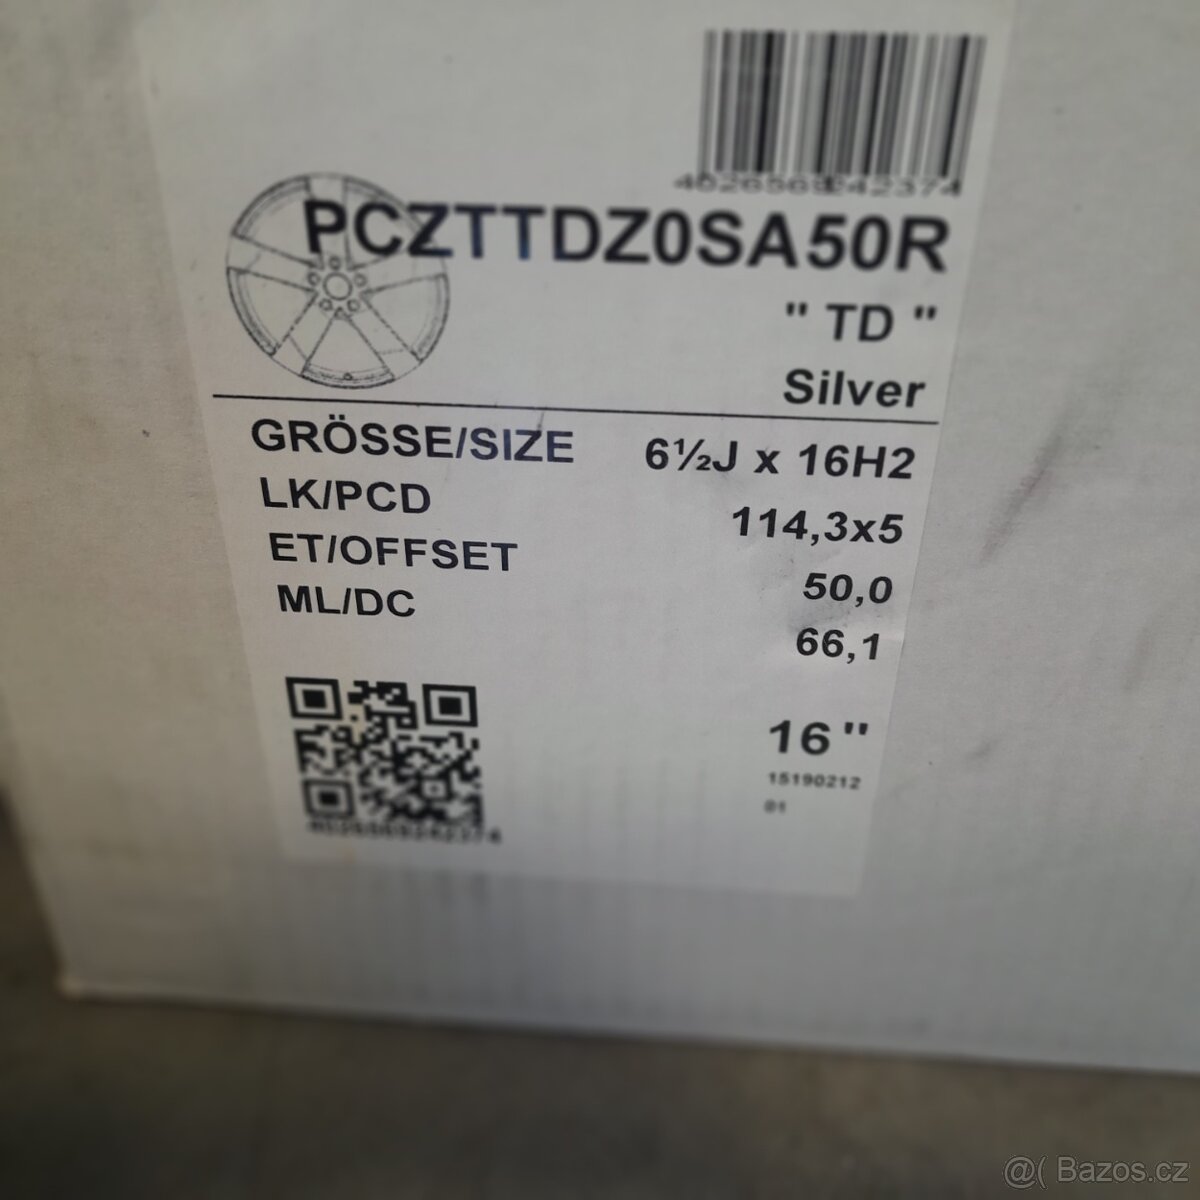 PCZTTDZ0SA50R
" TD "
Silver
GRÖSSE/SIZE 6½J x 16H2
LK/PCD 114,3x5
ET/OFFSET 50,0
ML/DC 66,1
16"
15190212
01
@( Bazos.cz